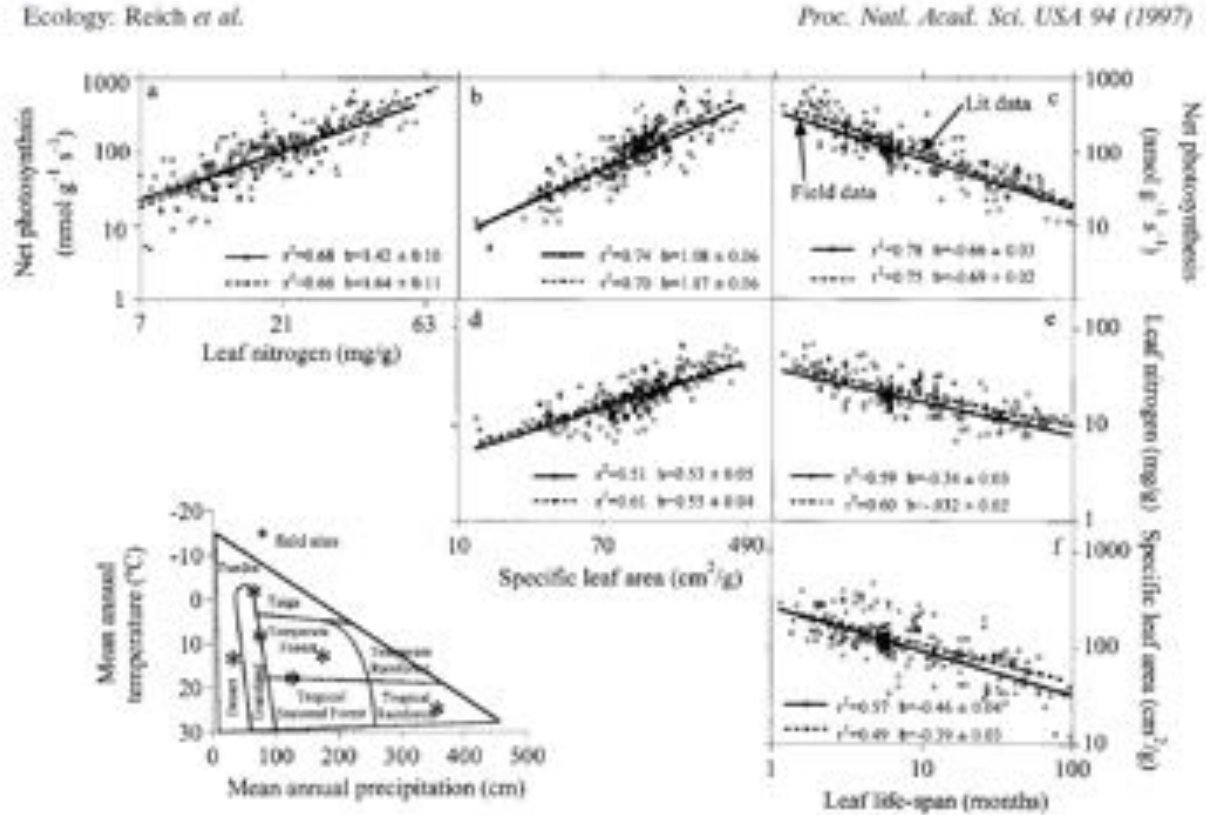 Ecology: Reich et al.
Proc. Natl. Acad. Sci. USA 94 (1997)
Net photosynthesis
(nmol g⁻¹ s⁻¹)
1000
100
10
1
a
r²=0.68
r²=0.66
7
21
63
Leaf nitrogen (mg/g)
b
r²=0.74 b=1.08 ± 0.06
r²=0.70 b=1.07 ± 0.06
c
Lit data
Field data
r²=0.78 b=-0.66 ± 0.03
r²=0.75 b=-0.69 ± 0.02
1000
100
10
Net photosynthesis
(nmol g⁻¹ s⁻¹)
d
r²=0.51 b=0.53 ± 0.05
r²=0.61 b=0.55 ± 0.04
10
70
490
Specific leaf area (cm²/g)
e
r²=0.59 b=-0.34 ± 0.03
r²=0.60 b=-.032 ± 0.02
100
10
1
Leaf nitrogen (mg/g)
f
r²=0.57 b=-0.46 ± 0.04
r²=0.49 b=-0.39 ± 0.03
1000
100
10
Specific leaf area (cm²/g)
1
10
100
Leaf life-span (months)
Mean annual
temperature (°C)
-20
-10
0
10
20
30
field sites
Tundra
Taiga
Temperate
Forest
Temperate
Rainforest
Desert
Grassland
Tropical
Seasonal Forest
Tropical
Rainforest
0
100
200
300
400
500
Mean annual precipitation (cm)